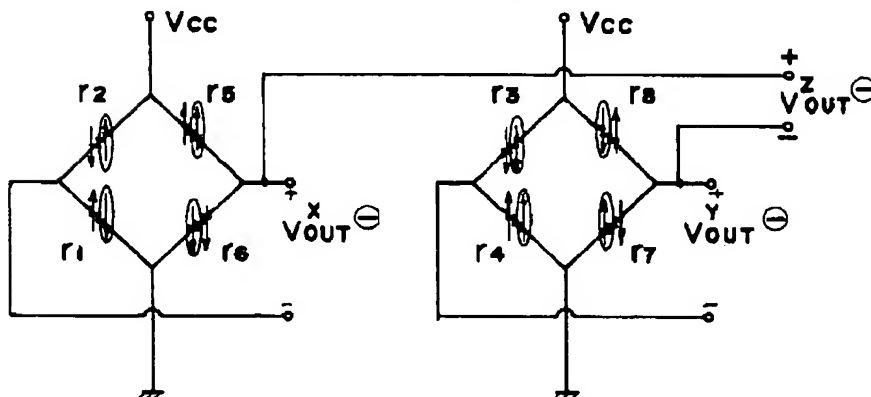 Vcc
Vcc
r2
r5
r3
r8
+
Z
VOUT ⊖
−
r1
r6
+
X
VOUT ⊖
r4
r7
+
Y
VOUT ⊖
−
−